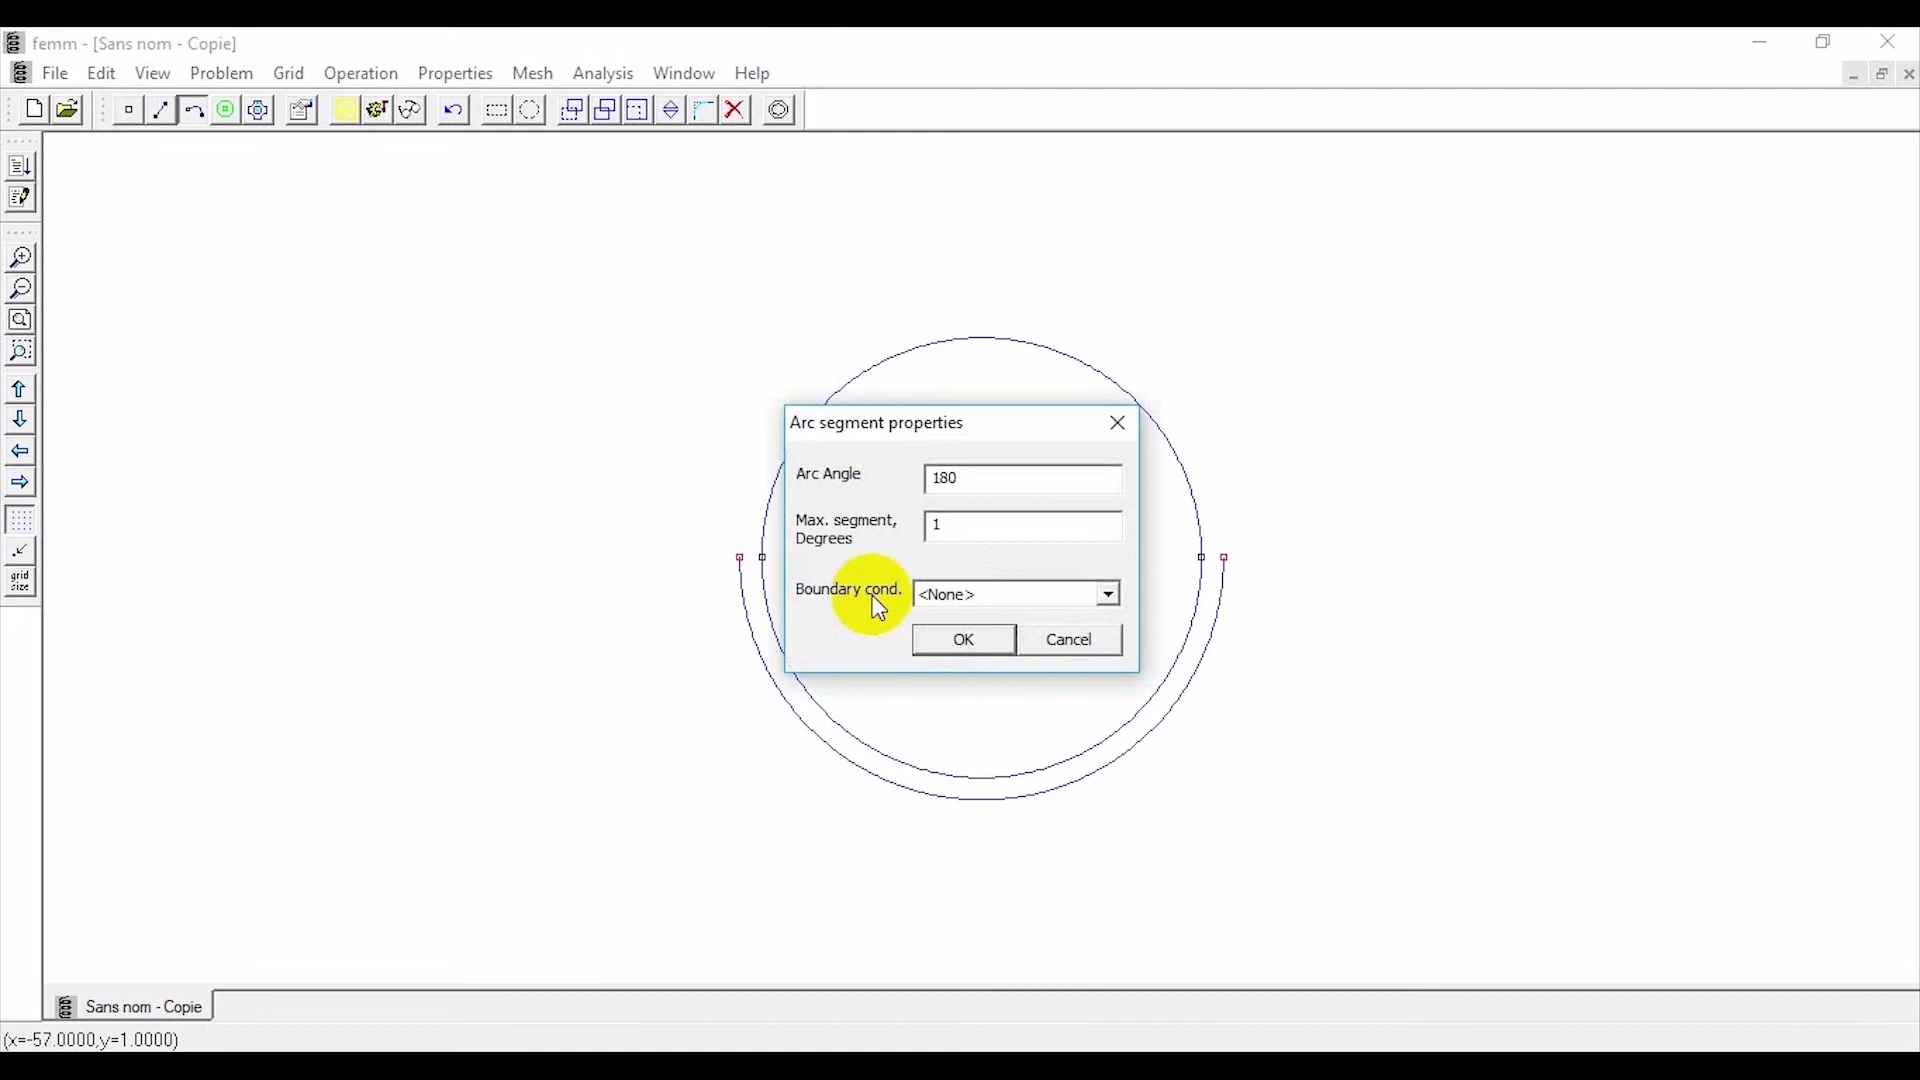 femm - [Sans nom - Copie]
File Edit View Problem Grid Operation Properties Mesh Analysis Window Help
Arc segment properties
Arc Angle
180
Max. segment,
Degrees
1
Boundary cond.
<None>
OK
Cancel
grid
size
Sans nom - Copie
(x=-57.0000,y=1.0000)